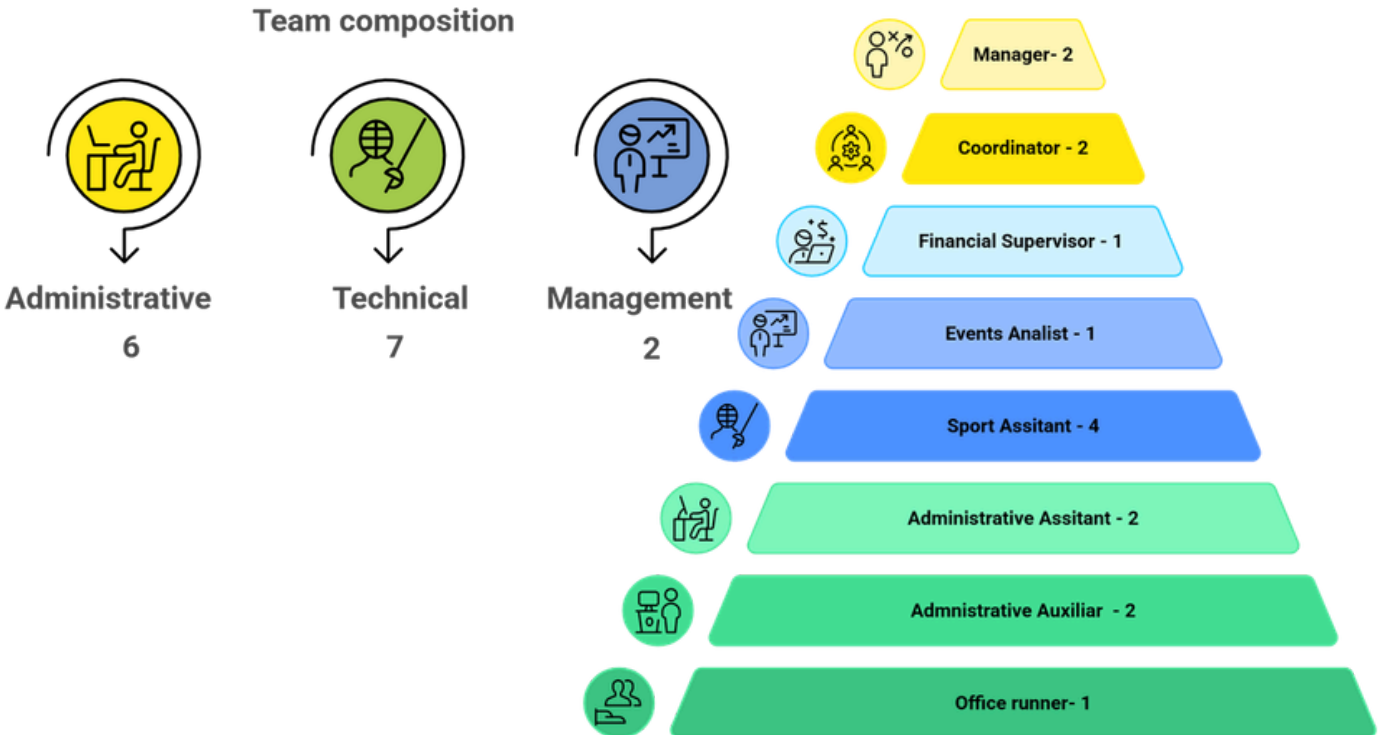 Team composition
Administrative
6
Technical
7
Management
2
Manager- 2
Coordinator - 2
Financial Supervisor - 1
Events Analist - 1
Sport Assitant - 4
Administrative Assitant - 2
Admnistrative Auxiliar - 2
Office runner- 1